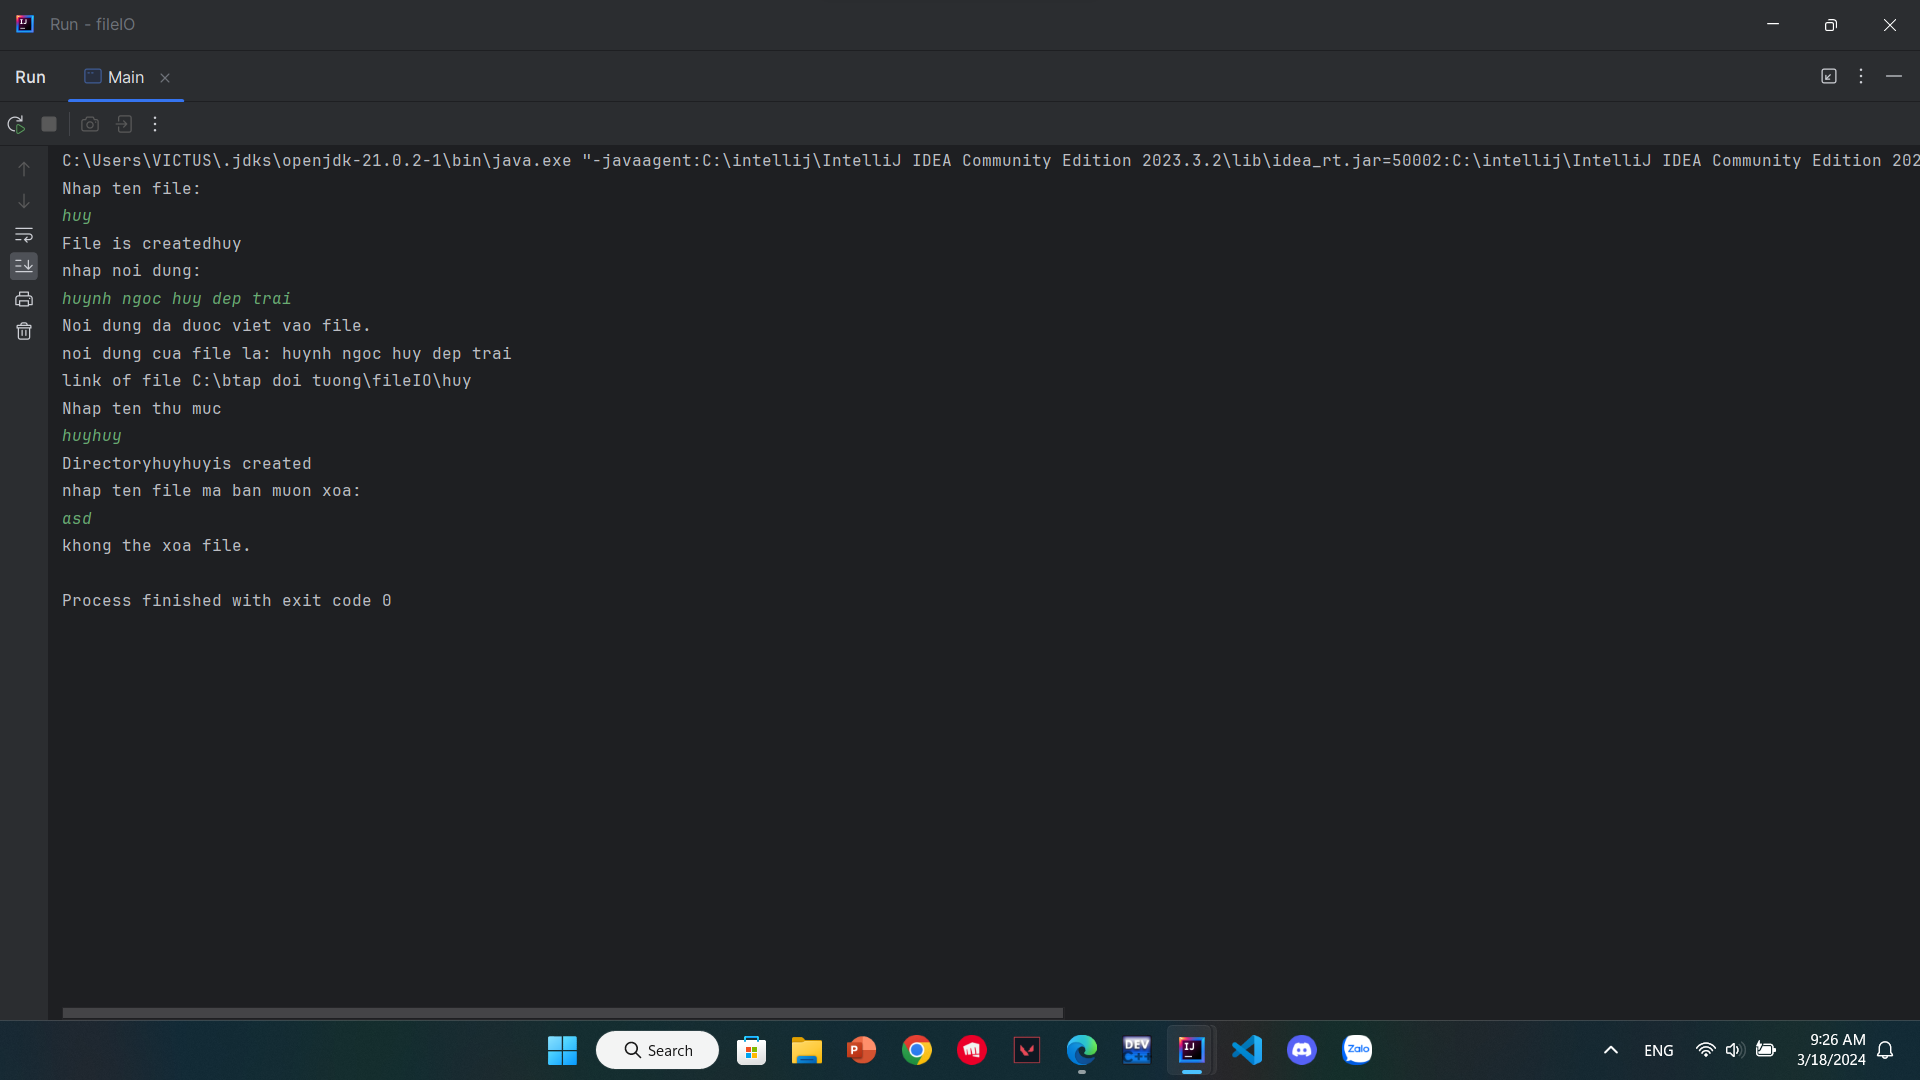 Run - fileIO
Run Main
C:\Users\VICTUS\.jdks\openjdk-21.0.2-1\bin\java.exe "-javaagent:C:\intellij\IntelliJ IDEA Community Edition 2023.3.2\lib\idea_rt.jar=50002:C:\intellij\IntelliJ IDEA Community Edition 202
Nhap ten file:
huy
File is createdhuy
nhap noi dung:
huynh ngoc huy dep trai
Noi dung da duoc viet vao file.
noi dung cua file la: huynh ngoc huy dep trai
link of file C:\btap doi tuong\fileIO\huy
Nhap ten thu muc
huyhuy
Directoryhuyhuyis created
nhap ten file ma ban muon xoa:
asd
khong the xoa file.
Process finished with exit code 0
Search
P
DEV
C++
IJ
Zalo
ENG
9:26 AM
3/18/2024